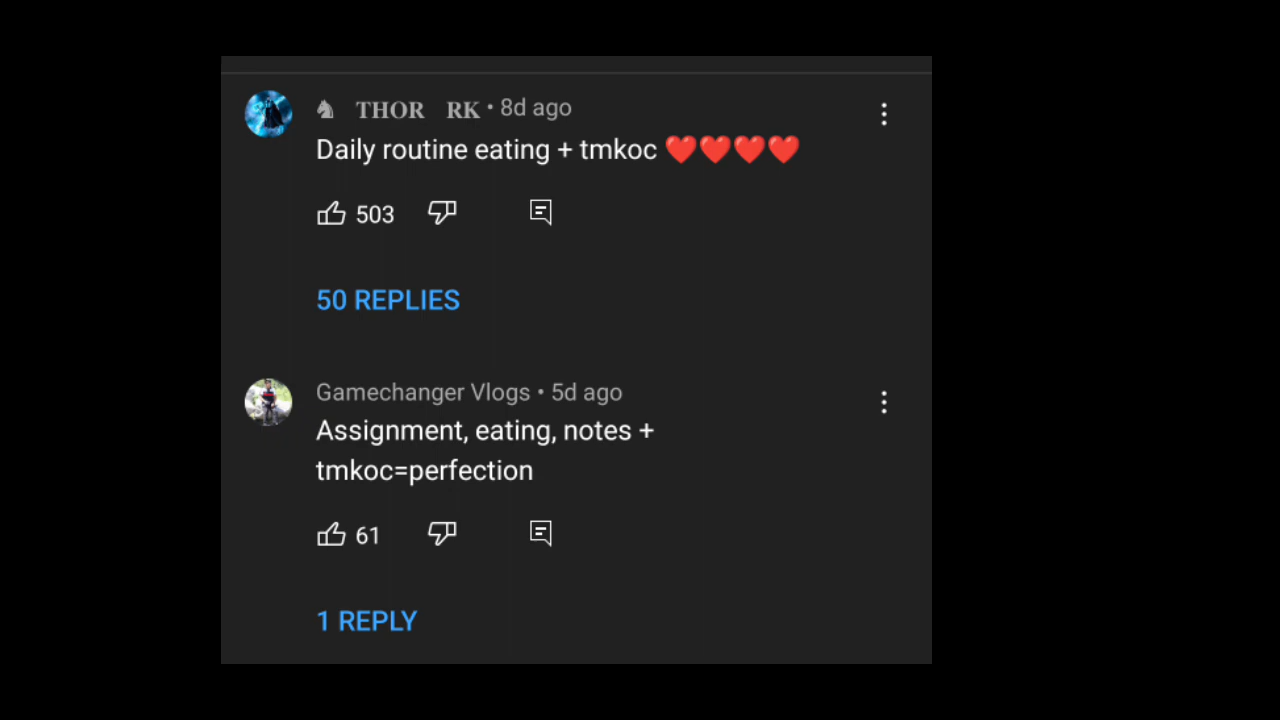 ♞ THOR RK • 8d ago
Daily routine eating + tmkoc ❤️❤️❤️❤️
503
50 REPLIES
Gamechanger Vlogs • 5d ago
Assignment, eating, notes +
tmkoc=perfection
61
1 REPLY